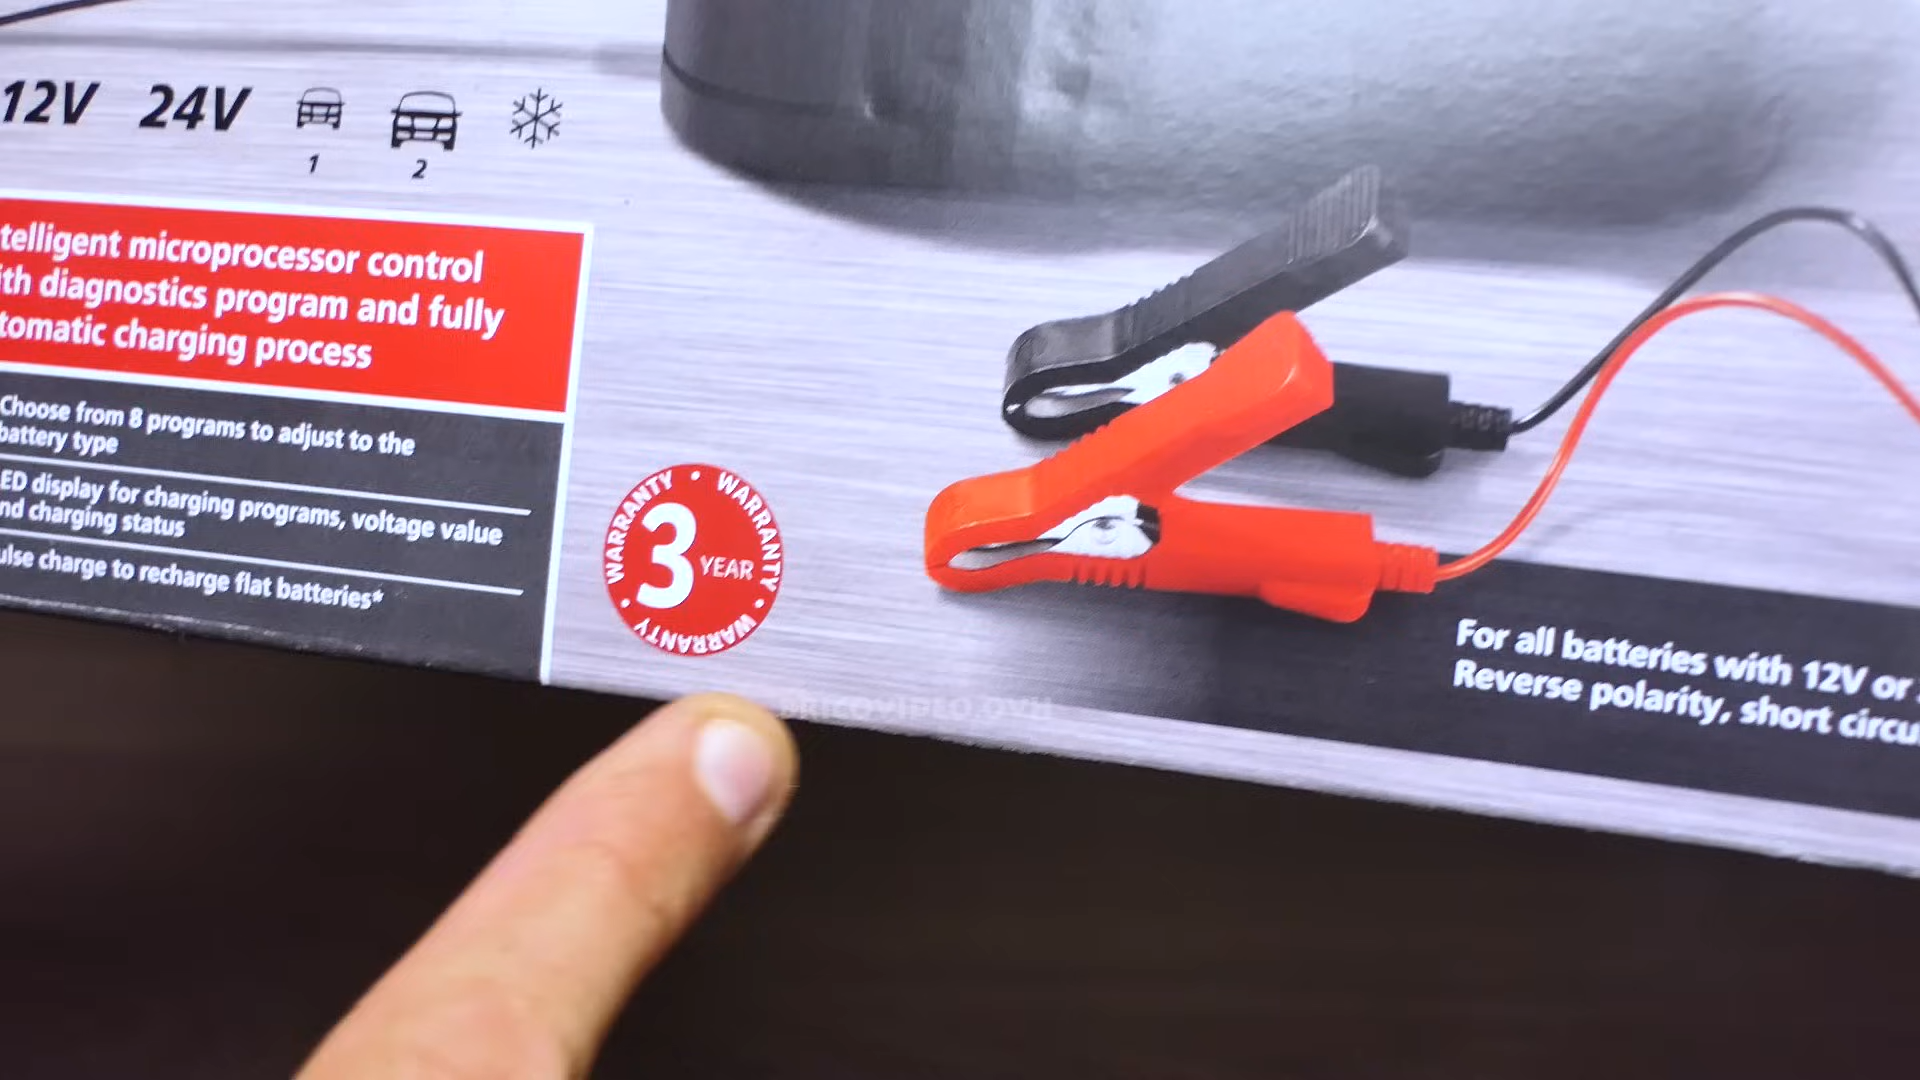 12V 24V
1
2
telligent microprocessor control
ith diagnostics program and fully
tomatic charging process
Choose from 8 programs to adjust to the
battery type
ED display for charging programs, voltage value
nd charging status
ulse charge to recharge flat batteries*
WARRANTY • WARRANTY • WARRANTY •
3 YEAR
For all batteries with 12V or
Reverse polarity, short circu
PRICOVIDEO.OVH